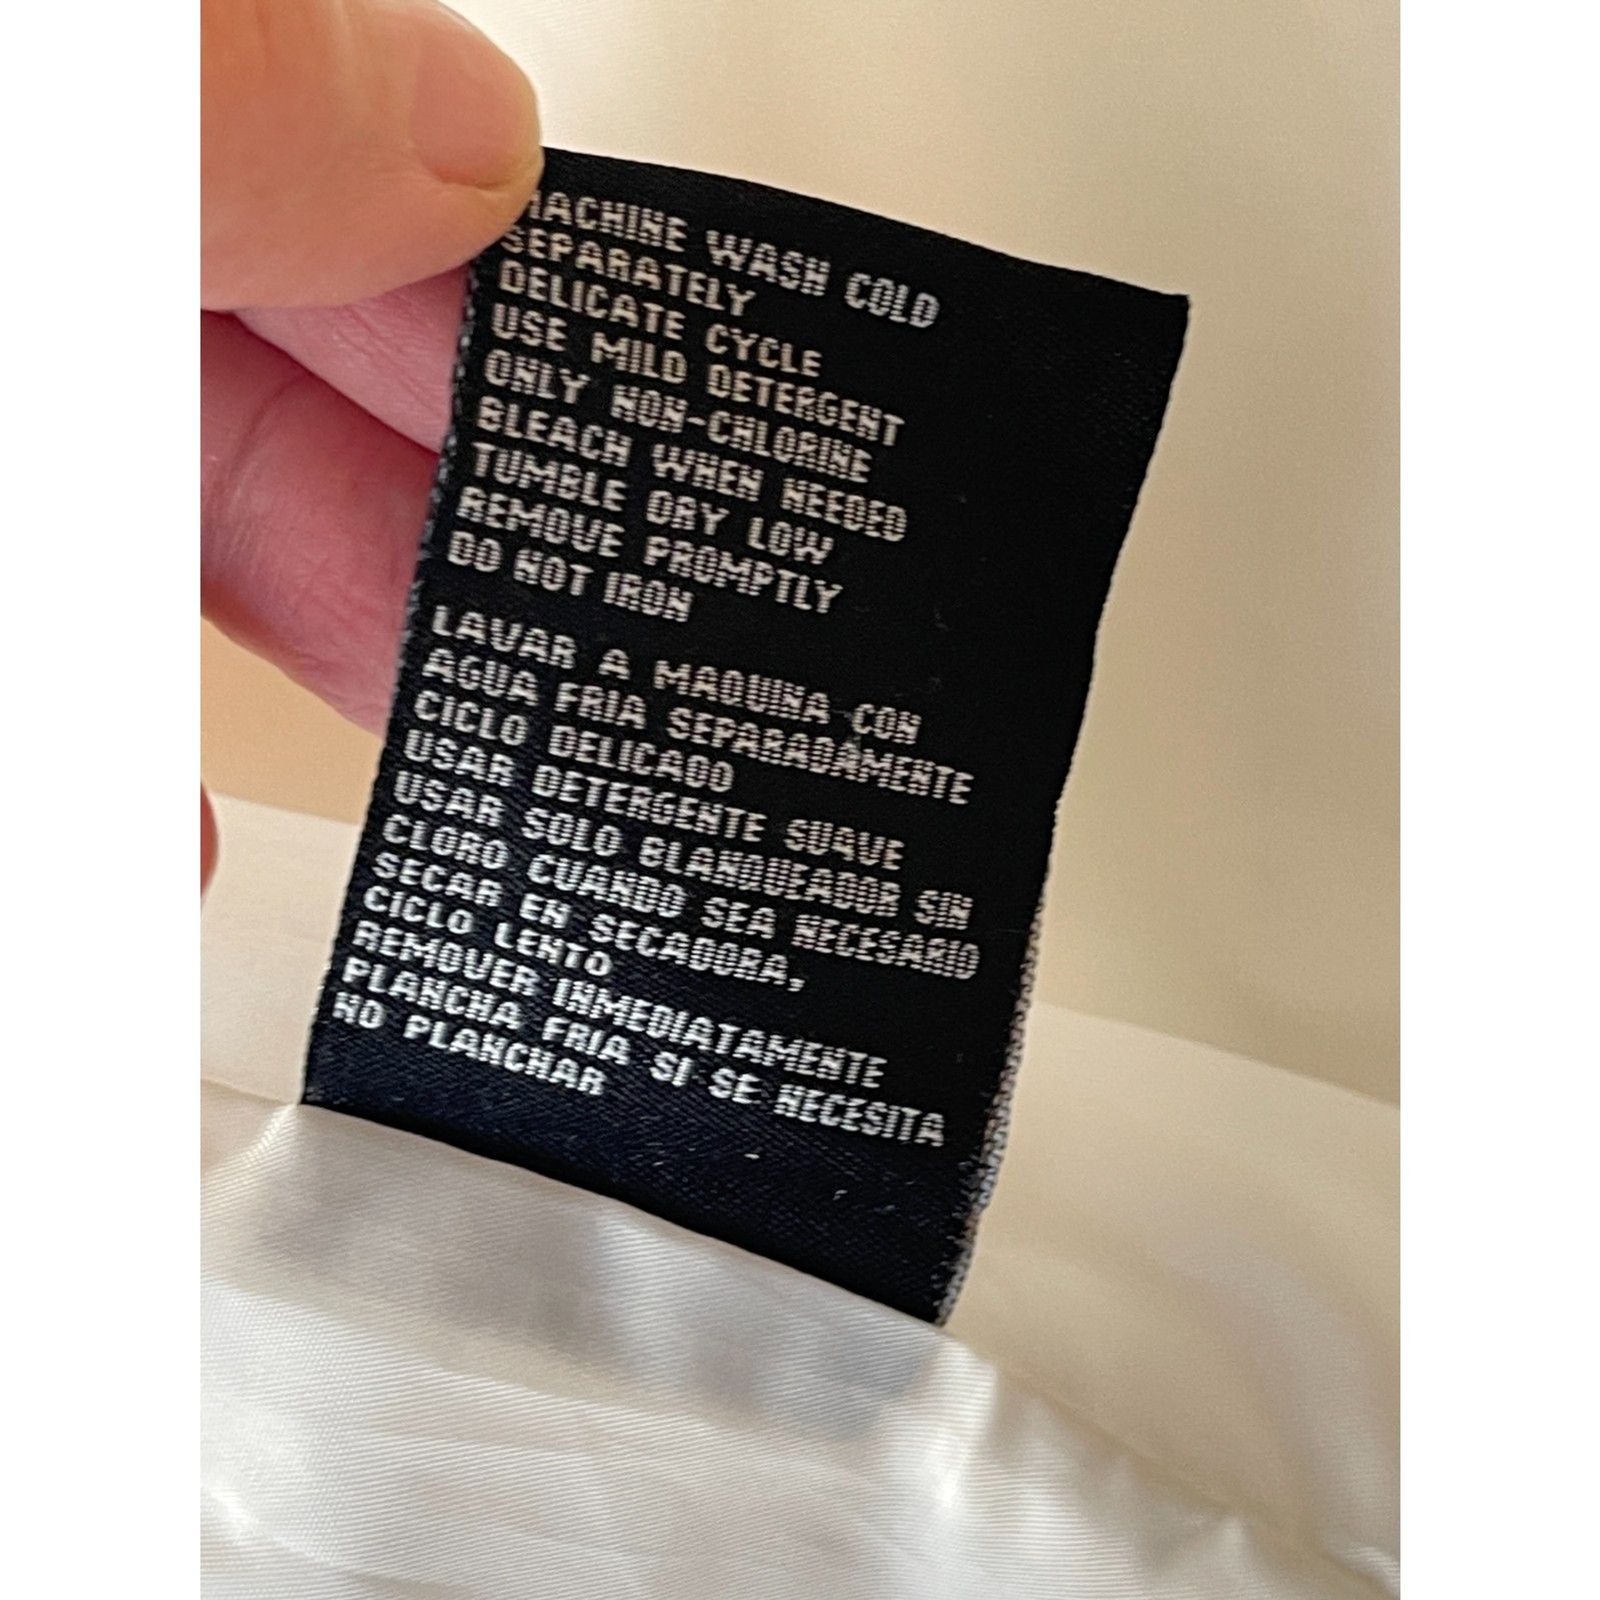 MACHINE WASH COLD
SEPARATELY
DELICATE CYCLE
USE MILD DETERGENT
ONLY NON-CHLORINE
BLEACH WHEN NEEDED
TUMBLE DRY LOW
REMOVE PROMPTLY
DO NOT IRON
LAVAR A MAQUINA CON
AGUA FRIA SEPARADAMENTE
CICLO DELICADO
USAR DETERGENTE SUAVE
USAR SOLO BLANQUEADOR SIN
CLORO CUANDO SEA NECESARIO
SECAR EN SECADORA,
CICLO LENTO
REMOVER INMEDIATAMENTE
PLANCHA FRIA SI SE NECESITA
NO PLANCHAR